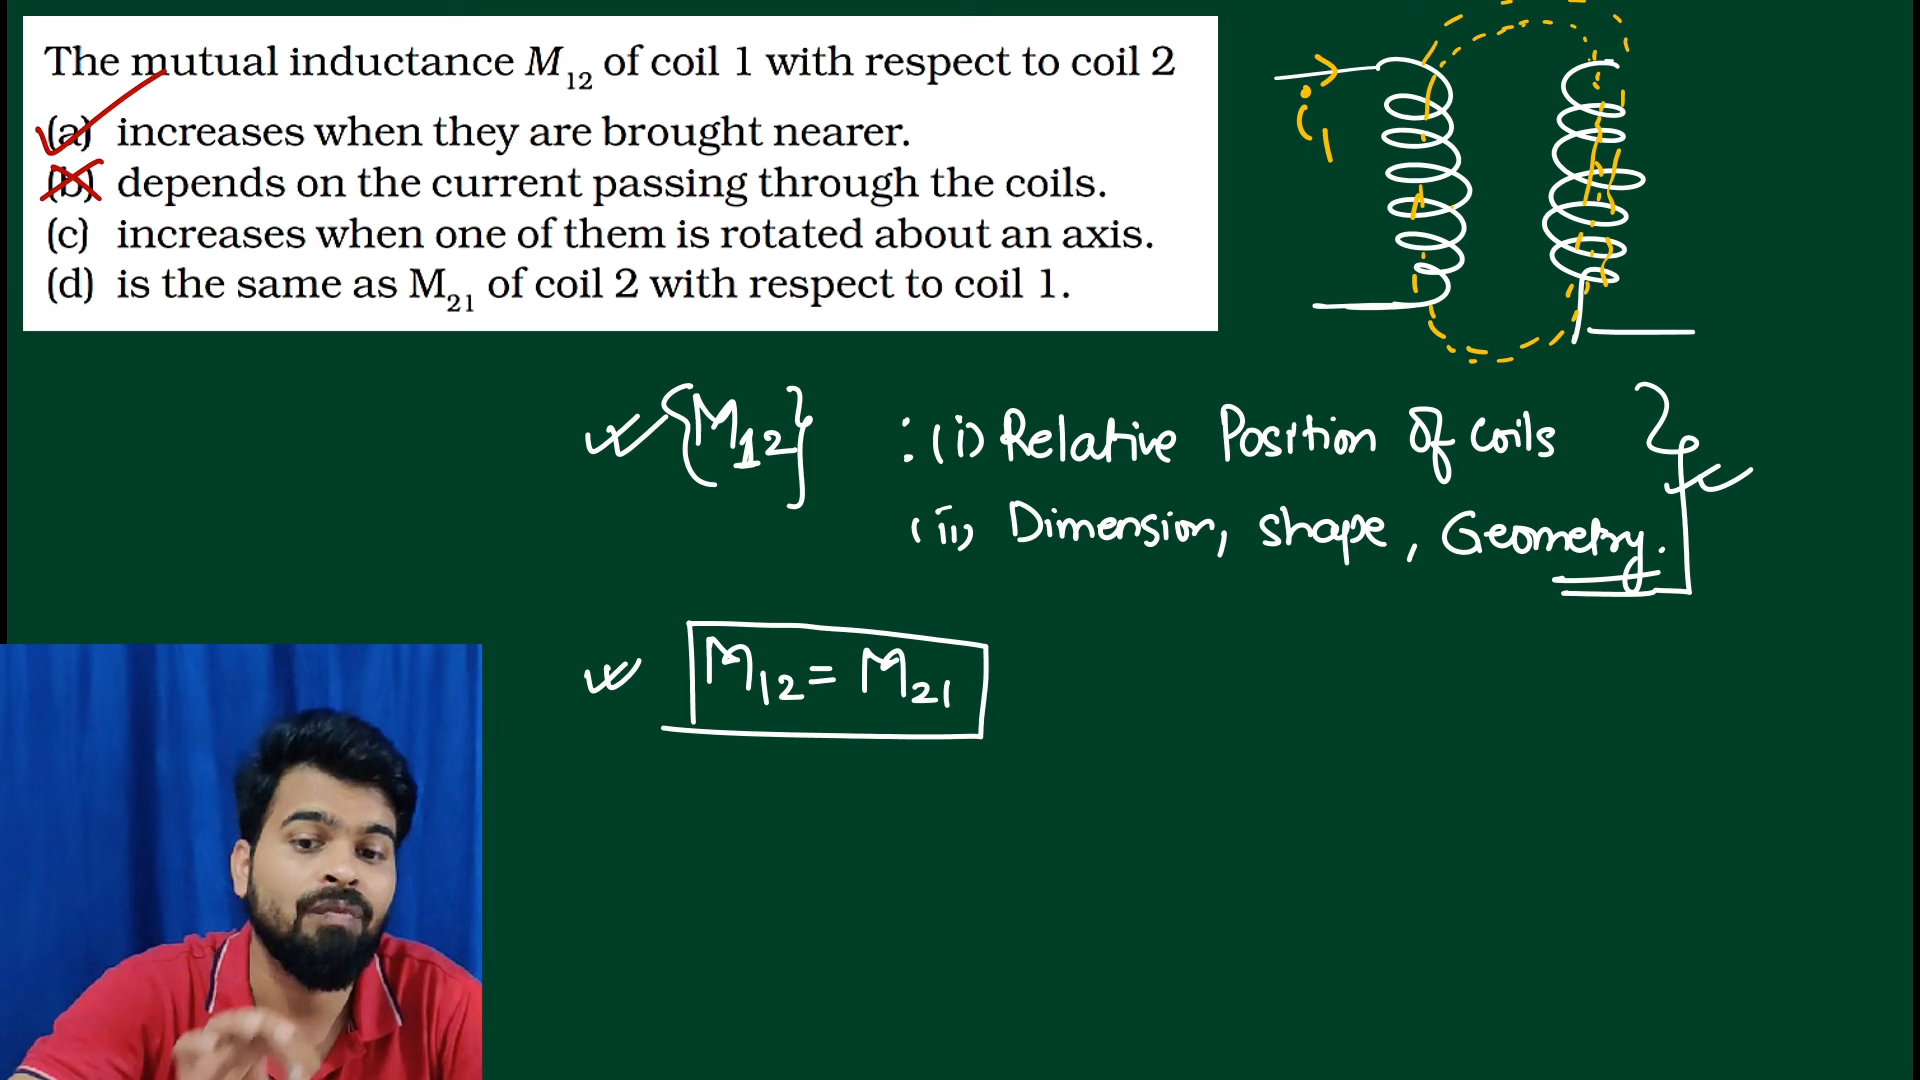 The mutual inductance M₁₂ of coil 1 with respect to coil 2
(a) increases when they are brought nearer.
(b) depends on the current passing through the coils.
(c) increases when one of them is rotated about an axis.
(d) is the same as M₂₁ of coil 2 with respect to coil 1.
i₁
{M₁₂} : (i) Relative Position Of coils
(ii) Dimension, shape, Geometry.
M₁₂ = M₂₁